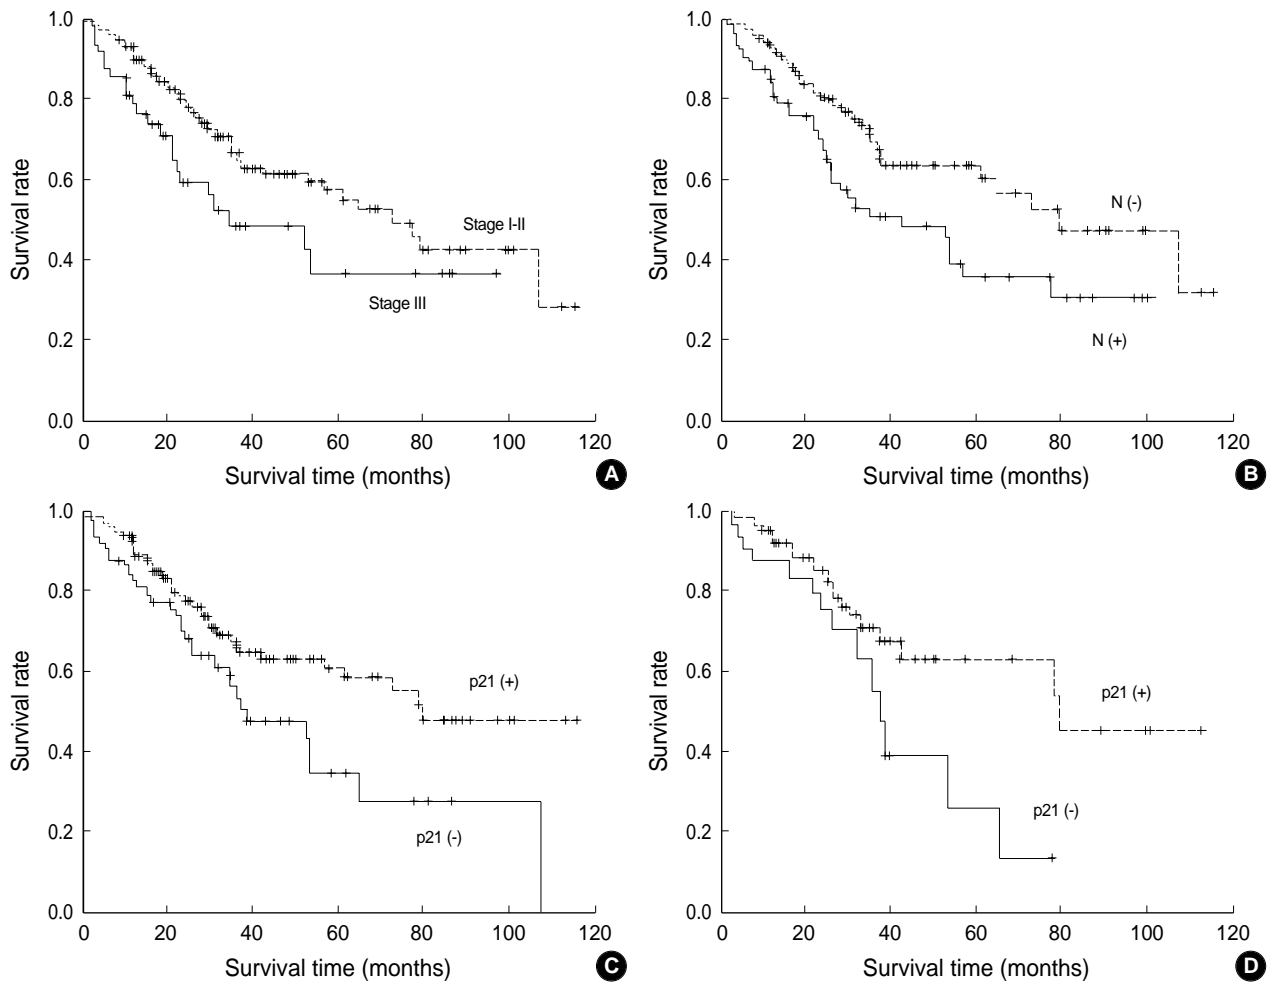 1.0
0.8
0.6
0.4
0.2
0.0
Survival rate
0 20 40 60 80 100 120
Survival time (months)
Stage I-II
Stage III
A
1.0
0.8
0.6
0.4
0.2
0.0
Survival rate
0 20 40 60 80 100 120
Survival time (months)
N (-)
N (+)
B
1.0
0.8
0.6
0.4
0.2
0.0
Survival rate
0 20 40 60 80 100 120
Survival time (months)
p21 (+)
p21 (-)
C
1.0
0.8
0.6
0.4
0.2
0.0
Survival rate
0 20 40 60 80 100 120
Survival time (months)
p21 (+)
p21 (-)
D